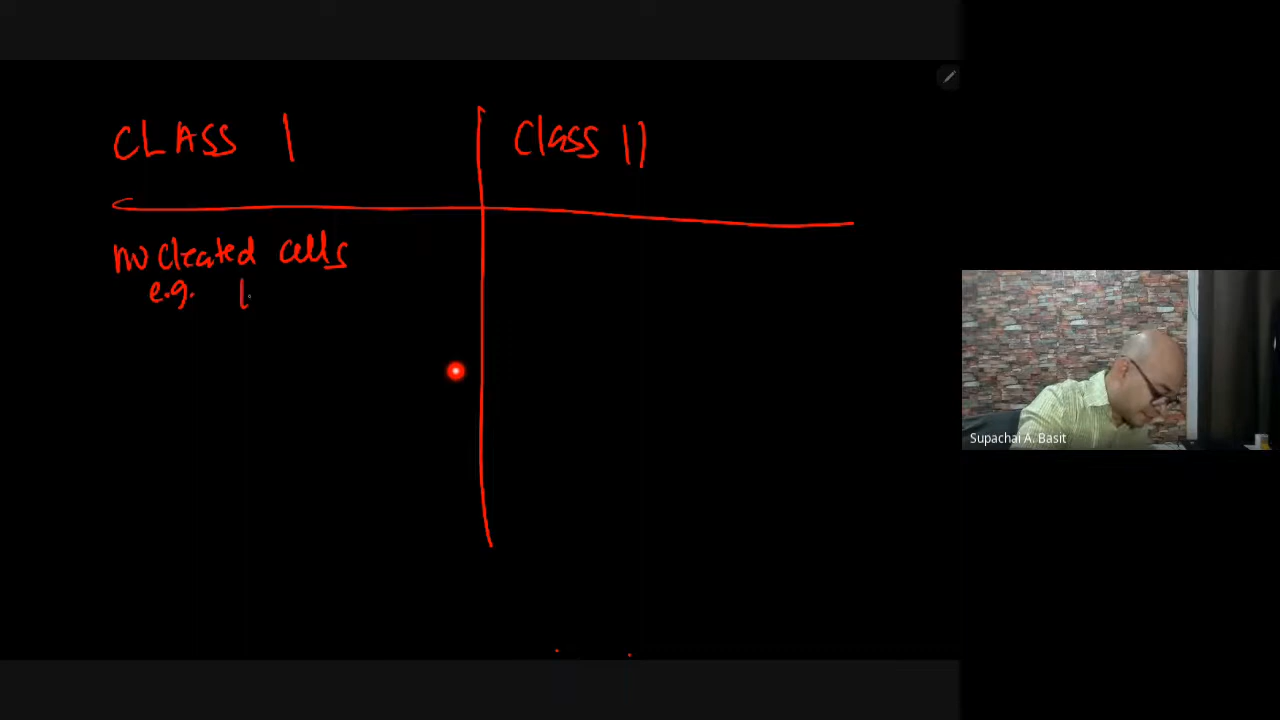 CLASS I
Class II
nucleated cells
e.g.
Supachai A. Basit